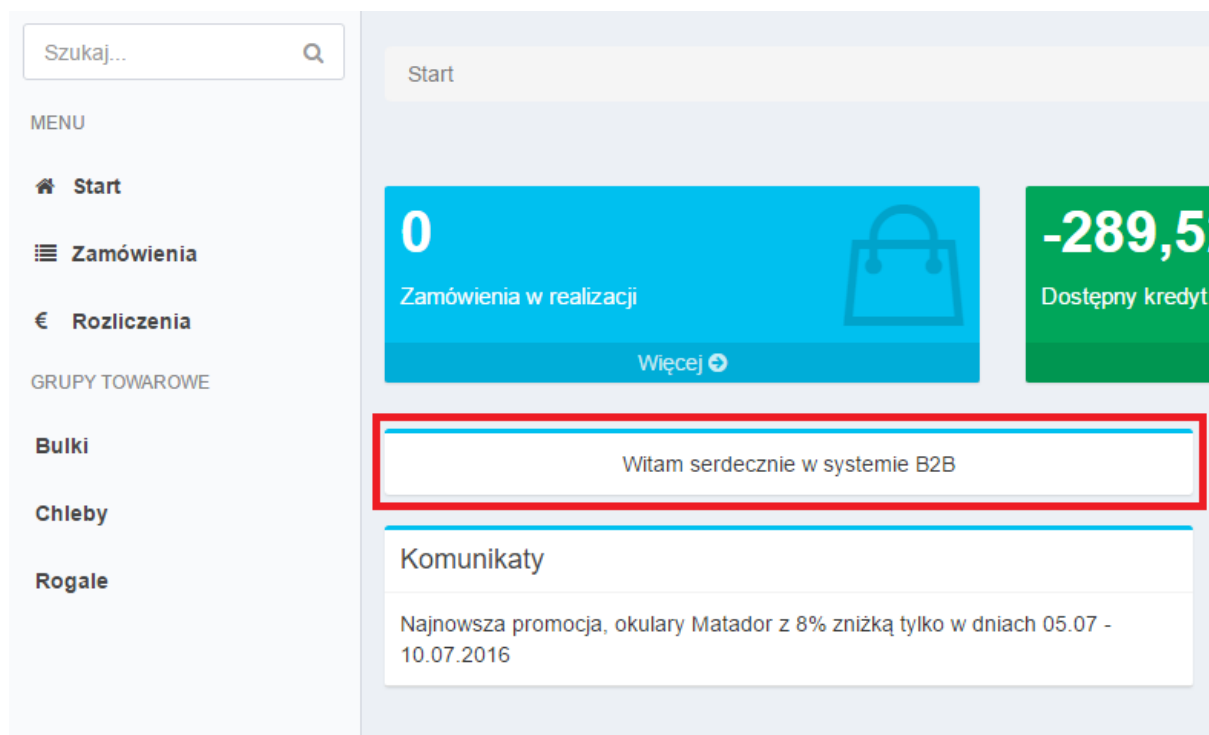 Szukaj...
MENU
Start
Zamówienia
€ Rozliczenia
GRUPY TOWAROWE
Bulki
Chleby
Rogale
Start
0
Zamówienia w realizacji
Więcej
-289,5
Dostępny kredyt
Witam serdecznie w systemie B2B
Komunikaty
Najnowsza promocja, okulary Matador z 8% zniżką tylko w dniach 05.07 -
10.07.2016